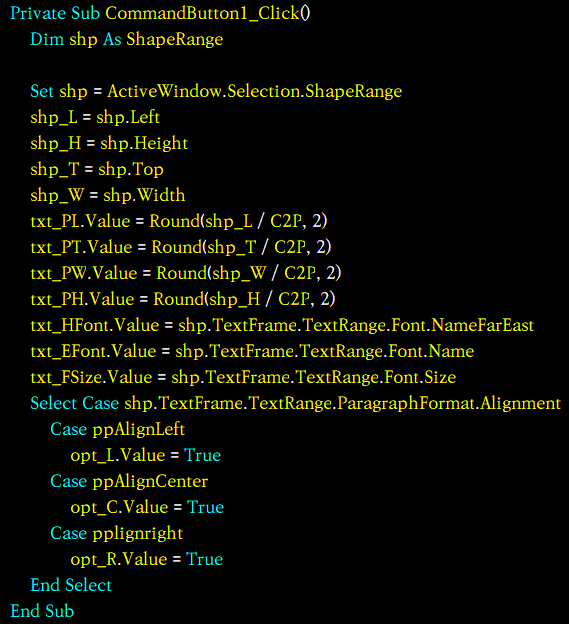 Private Sub CommandButton1_Click()
Dim shp As ShapeRange
Set shp = ActiveWindow.Selection.ShapeRange
shp_L = shp.Left
shp_H = shp.Height
shp_T = shp.Top
shp_W = shp.Width
txt_PL.Value = Round(shp_L / C2P, 2)
txt_PT.Value = Round(shp_T / C2P, 2)
txt_PW.Value = Round(shp_W / C2P, 2)
txt_PH.Value = Round(shp_H / C2P, 2)
txt_HFont.Value = shp.TextFrame.TextRange.Font.NameFarEast
txt_EFont.Value = shp.TextFrame.TextRange.Font.Name
txt_FSize.Value = shp.TextFrame.TextRange.Font.Size
Select Case shp.TextFrame.TextRange.ParagraphFormat.Alignment
Case ppAlignLeft
opt_L.Value = True
Case ppAlignCenter
opt_C.Value = True
Case pplignright
opt_R.Value = True
End Select
End Sub